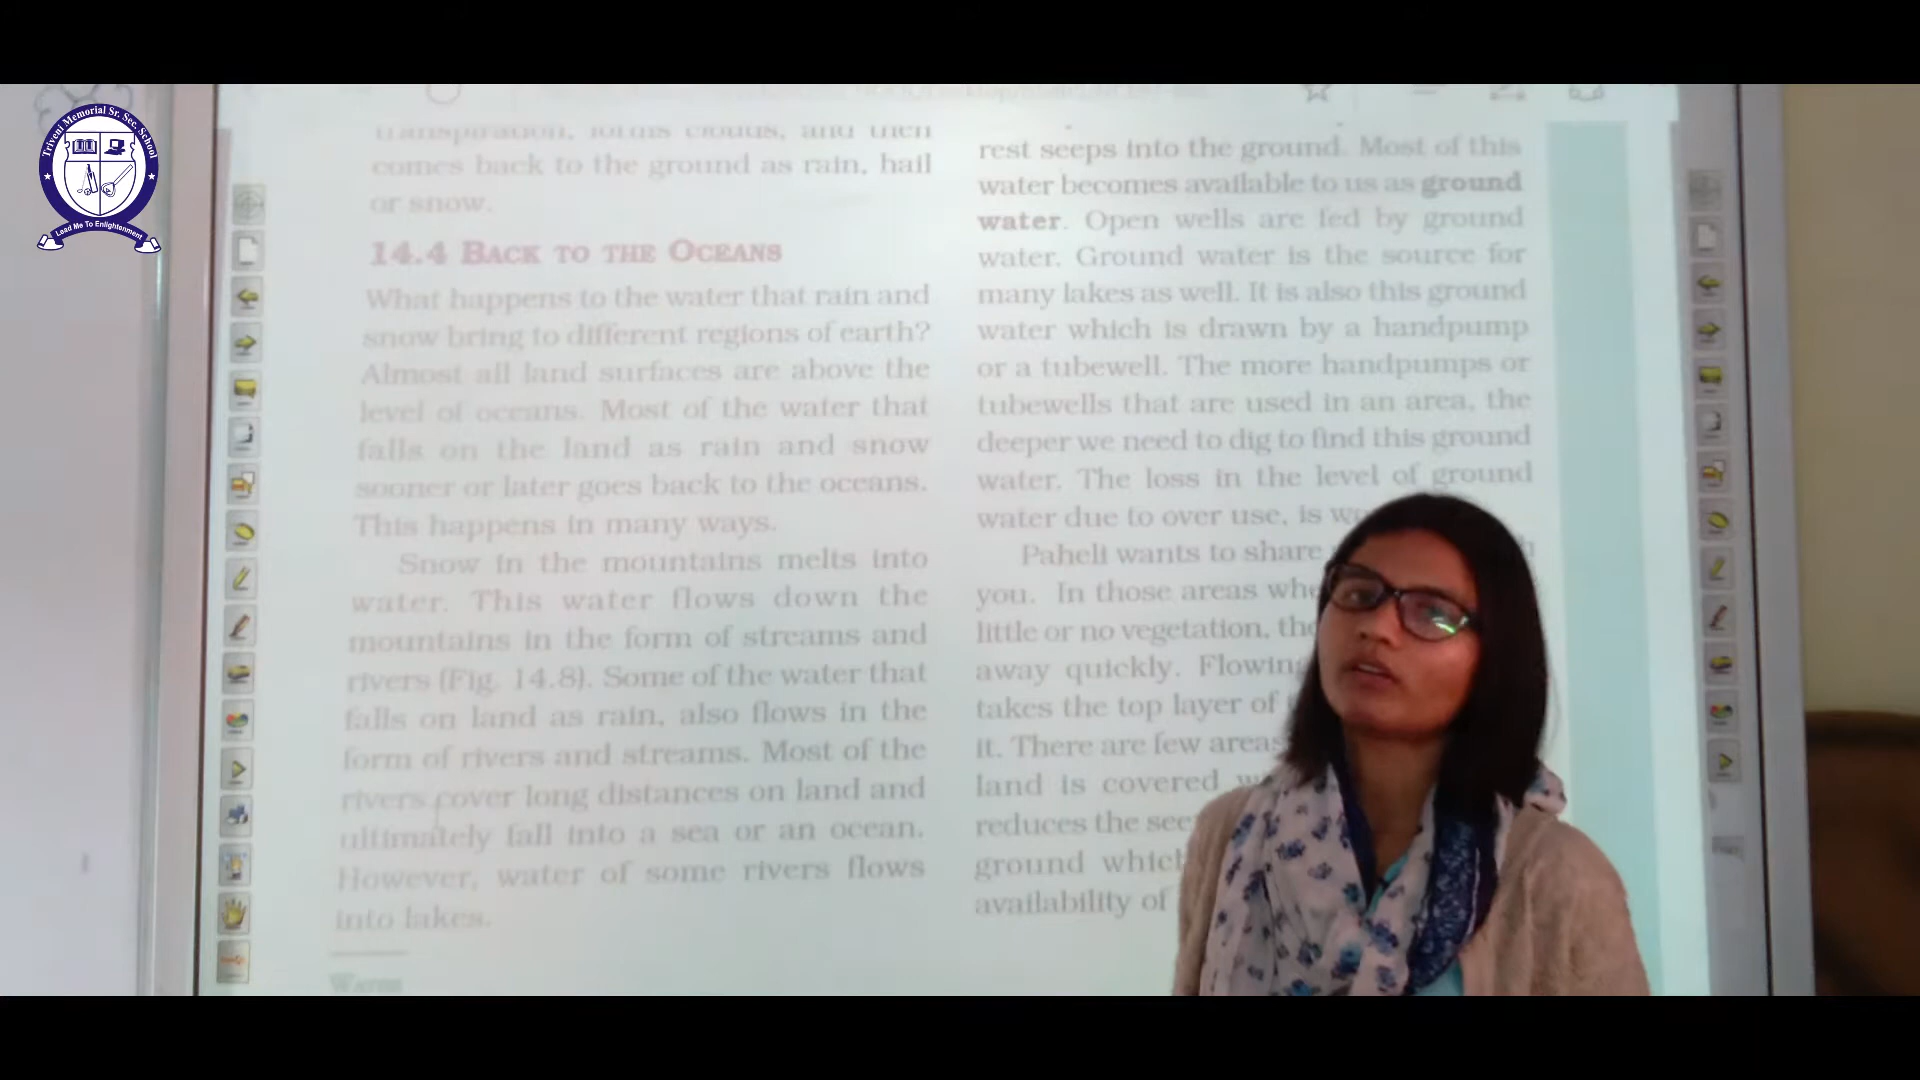 Triveni Memorial Sr. Sec. School
Lead Me To Enlightenment
transpiration, forms clouds, and then
comes back to the ground as rain, hail
or snow.
14.4 BACK TO THE OCEANS
What happens to the water that rain and
snow bring to different regions of earth?
Almost all land surfaces are above the
level of oceans. Most of the water that
falls on the land as rain and snow
sooner or later goes back to the oceans.
This happens in many ways.
Snow in the mountains melts into
water. This water flows down the
mountains in the form of streams and
rivers (Fig. 14.8). Some of the water that
falls on land as rain, also flows in the
form of rivers and streams. Most of the
rivers cover long distances on land and
ultimately fall into a sea or an ocean.
However, water of some rivers flows
into lakes.
WATER
rest seeps into the ground. Most of this
water becomes available to us as ground
water. Open wells are fed by ground
water. Ground water is the source for
many lakes as well. It is also this ground
water which is drawn by a handpump
or a tubewell. The more handpumps or
tubewells that are used in an area, the
deeper we need to dig to find this ground
water. The loss in the level of ground
water due to over use, is
Paheli wants to share
you. In those areas
little or no vegetation,
away quickly. Flowing
takes the top layer of
it. There are few areas
land is covered
reduces the
ground
availability of